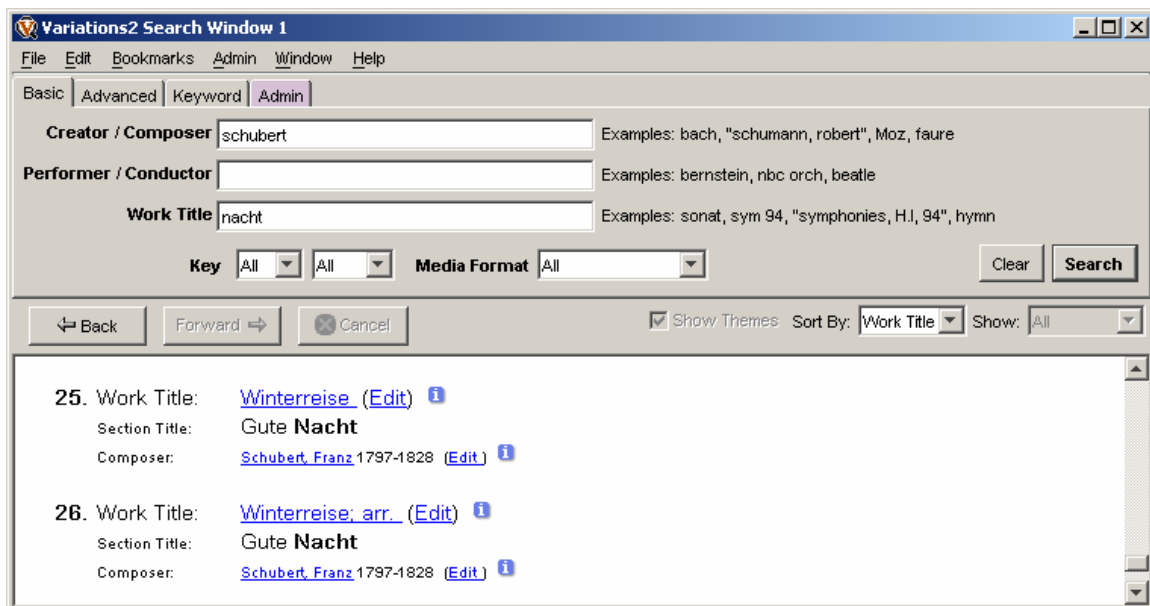 Variations2 Search Window 1
File Edit Bookmarks Admin Window Help
Basic Advanced Keyword Admin
Creator / Composer schubert Examples: bach, "schumann, robert", Moz, faure
Performer / Conductor Examples: bernstein, nbc orch, beatle
Work Title nacht Examples: sonat, sym 94, "symphonies, H.I, 94", hymn
Key All All Media Format All Clear Search
Back Forward Cancel Show Themes Sort By: Work Title Show: All
25. Work Title: Winterreise (Edit) i
Section Title: Gute Nacht
Composer: Schubert, Franz 1797-1828 (Edit ) i
26. Work Title: Winterreise; arr. (Edit) i
Section Title: Gute Nacht
Composer: Schubert, Franz 1797-1828 (Edit ) i